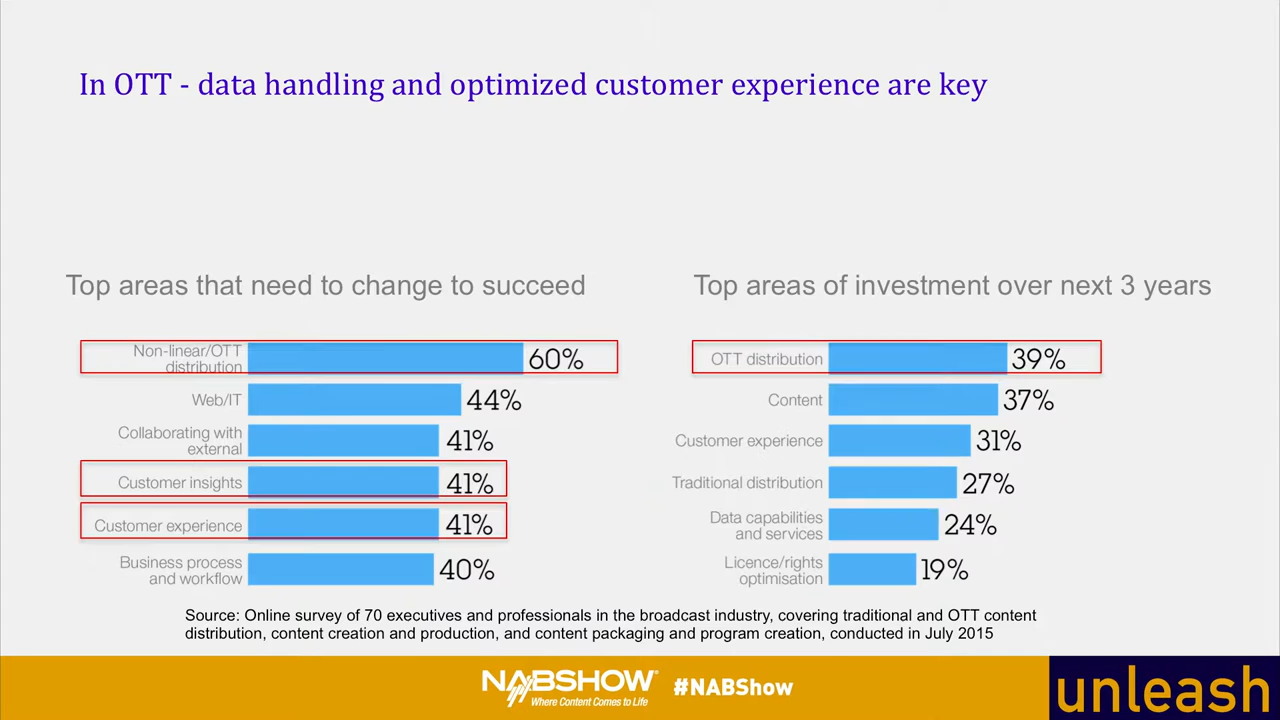 In OTT - data handling and optimized customer experience are key
Top areas that need to change to succeed
Non-linear/OTT
distribution
60%
Web/IT
44%
Collaborating with
external
41%
Customer insights
41%
Customer experience
41%
Business process
and workflow
40%
Top areas of investment over next 3 years
OTT distribution
39%
Content
37%
Customer experience
31%
Traditional distribution
27%
Data capabilities
and services
24%
Licence/rights
optimisation
19%
Source: Online survey of 70 executives and professionals in the broadcast industry, covering traditional and OTT content
distribution, content creation and production, and content packaging and program creation, conducted in July 2015
NABSHOW®
Where Content Comes to Life
#NABShow
unleash